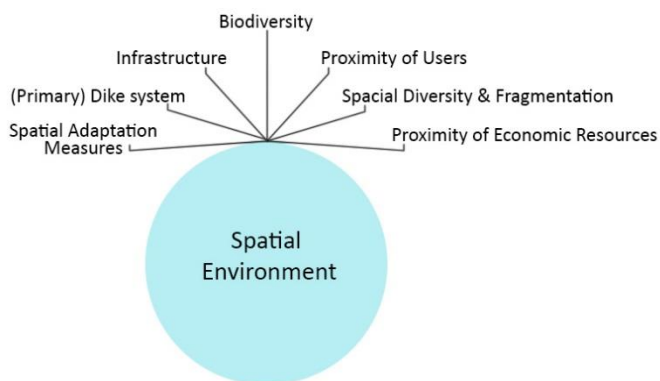 Biodiversity
Infrastructure
Proximity of Users
(Primary) Dike system
Spacial Diversity & Fragmentation
Spatial Adaptation
Measures
Proximity of Economic Resources
Spatial
Environment